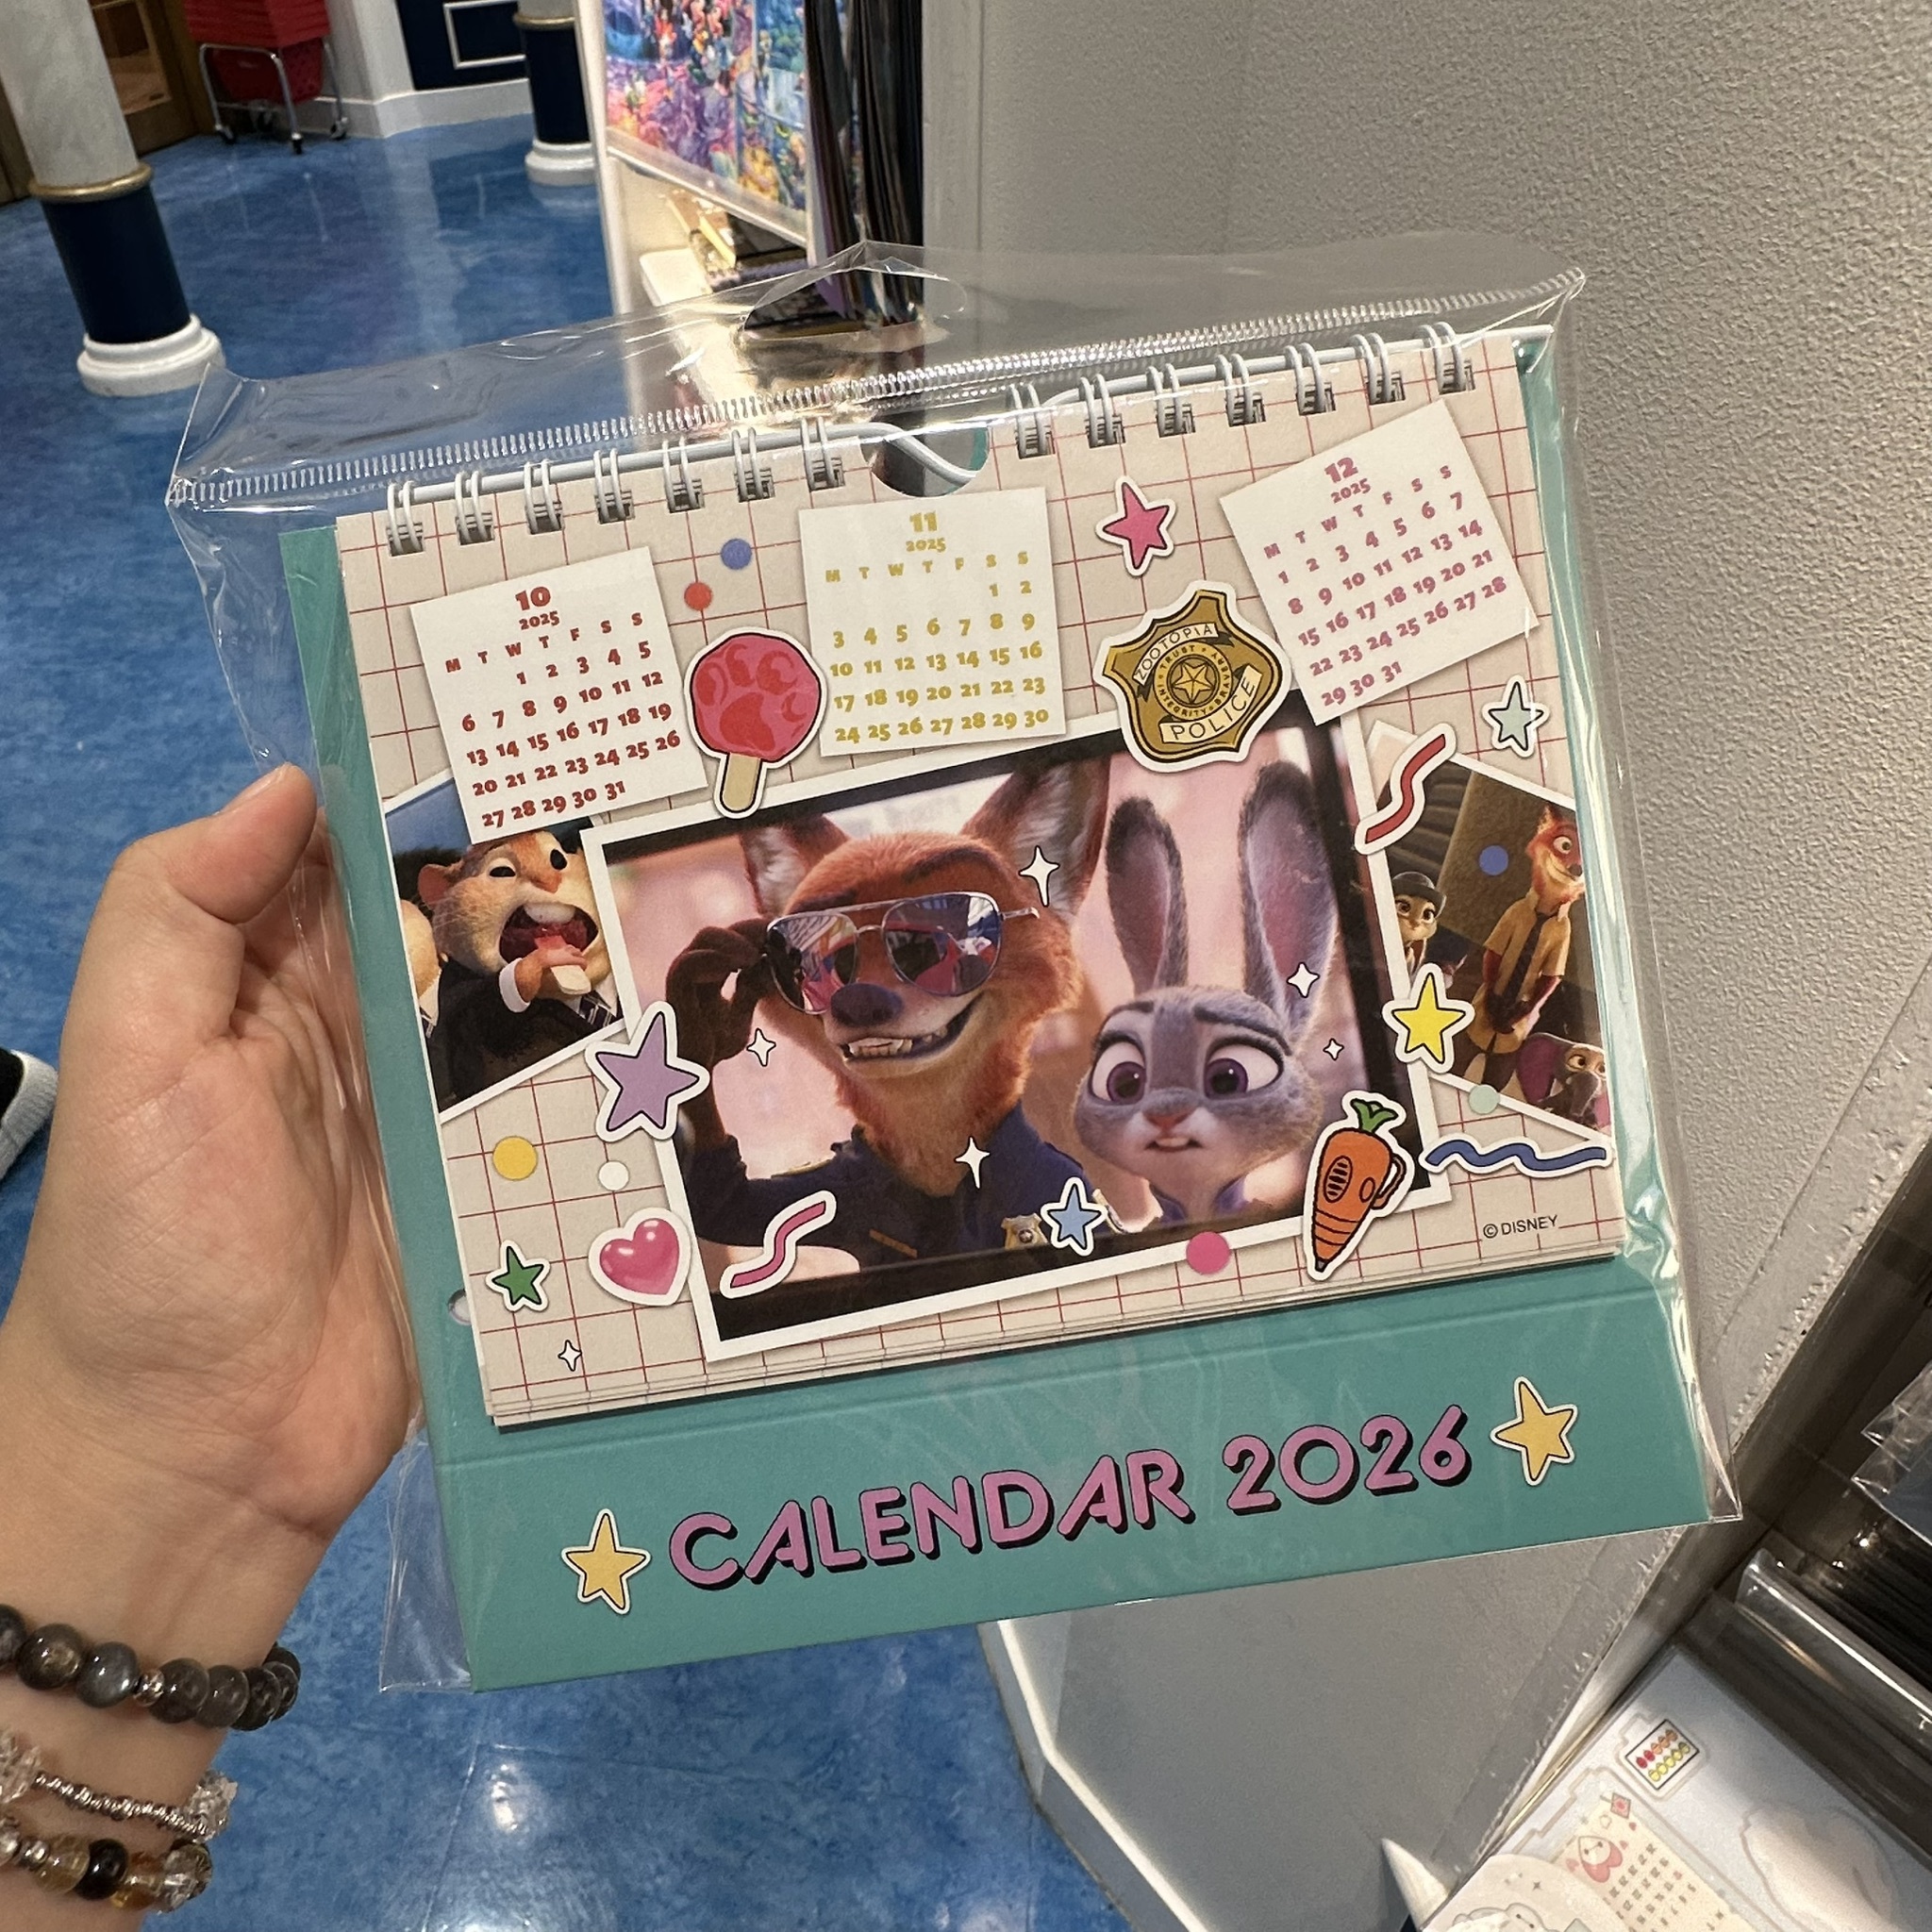 10
2025
M T W T F S S
1 2 3 4 5
6 7 8 9 10 11 12
13 14 15 16 17 18 19
20 21 22 23 24 25 26
27 28 29 30 31
11
2025
M T W T F S S
1 2
3 4 5 6 7 8 9
10 11 12 13 14 15 16
17 18 19 20 21 22 23
24 25 26 27 28 29 30
12
2025
M T W T F S S
1 2 3 4 5 6 7
8 9 10 11 12 13 14
15 16 17 18 19 20 21
22 23 24 25 26 27 28
29 30 31
ZOOTOPIA
TRUST
INTEGRITY
BRAVERY
POLICE
© DISNEY
CALENDAR 2026